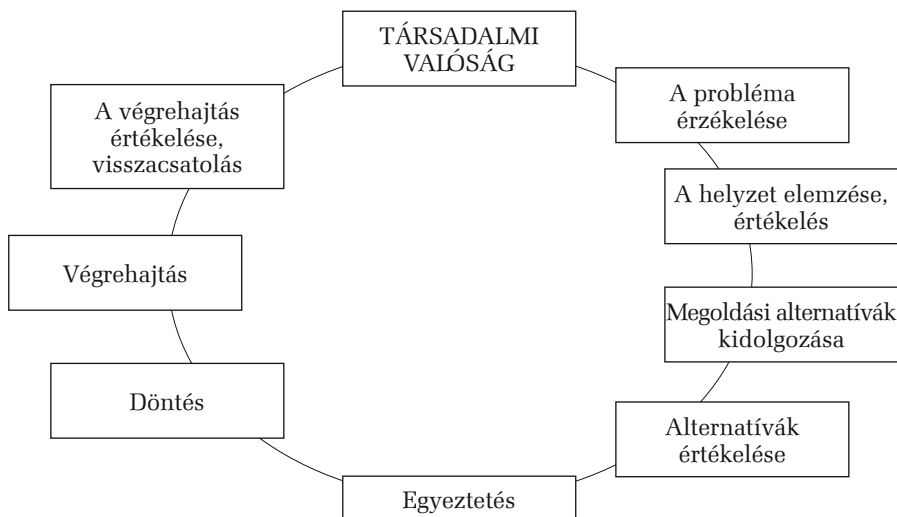 TÁRSADALMI
VALÓSÁG
A probléma
érzékelése
A helyzet elemzése,
értékelés
Megoldási alternatívák
kidolgozása
Alternatívák
értékelése
Egyeztetés
Döntés
Végrehajtás
A végrehajtás
értékelése,
visszacsatolás